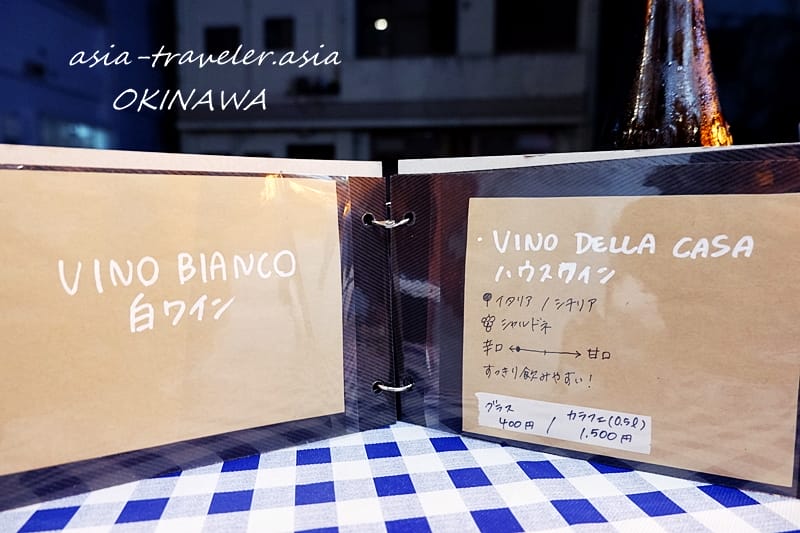 asia-traveler.asia
OKINAWA
VINO BIANCO
白ワイン
・VINO DELLA CASA
ハウスワイン
イタリア / シチリア
シャルドネ
辛口 ←→ 甘口
すっきり飲みやすい!
グラス
400円 /
カラフェ(0.5ℓ)
1.500円